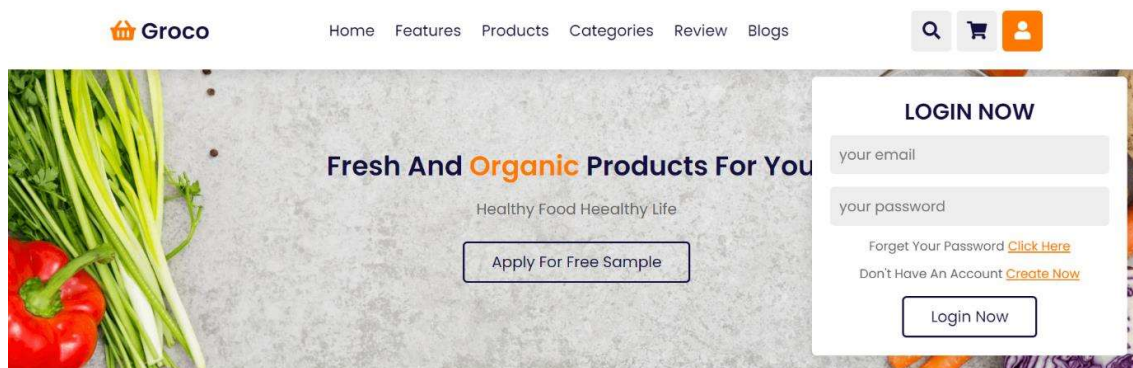 Groco
Home Features Products Categories Review Blogs
Fresh And Organic Products For You
Healthy Food Heealthy Life
Apply For Free Sample
LOGIN NOW
your email
your password
Forget Your Password Click Here
Don't Have An Account Create Now
Login Now